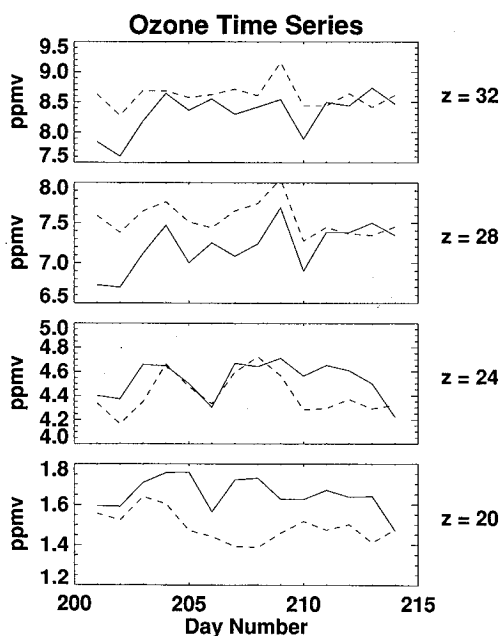 Ozone Time Series
9.5
9.0
8.5
8.0
7.5
ppmv
z = 32
8.0
7.5
7.0
6.5
ppmv
z = 28
5.0
4.8
4.6
4.4
4.2
4.0
ppmv
z = 24
1.8
1.6
1.4
1.2
ppmv
z = 20
200 205 210 215
Day Number